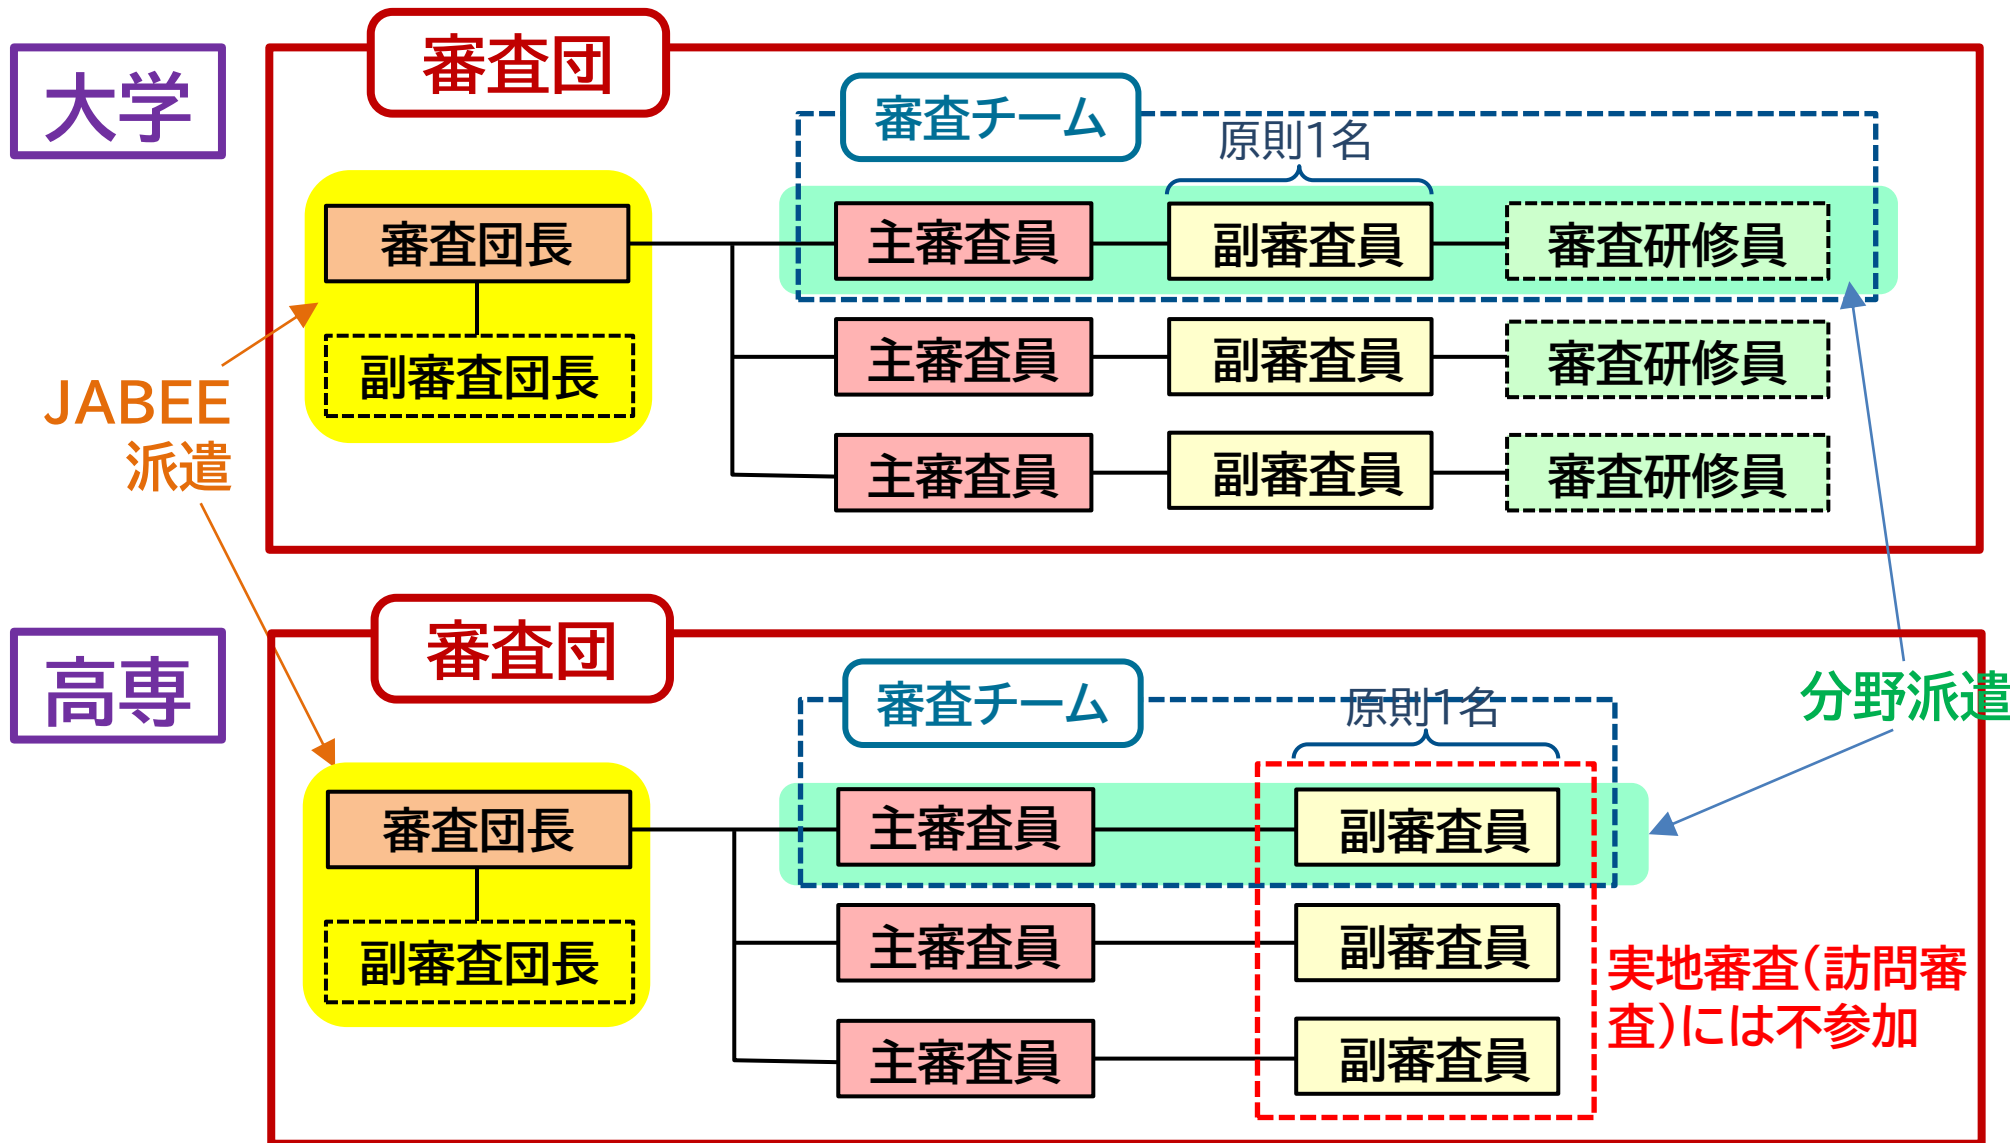 大学
審査団
審査チーム
原則1名
審査団長
主審査員
副審査員
審査研修員
副審査団長
主審査員
副審査員
審査研修員
主審査員
副審査員
審査研修員
JABEE
派遣
高専
審査団
審査チーム
原則1名
分野派遣
審査団長
主審査員
副審査員
副審査団長
主審査員
副審査員
主審査員
副審査員
実地審査(訪問審
査)には不参加